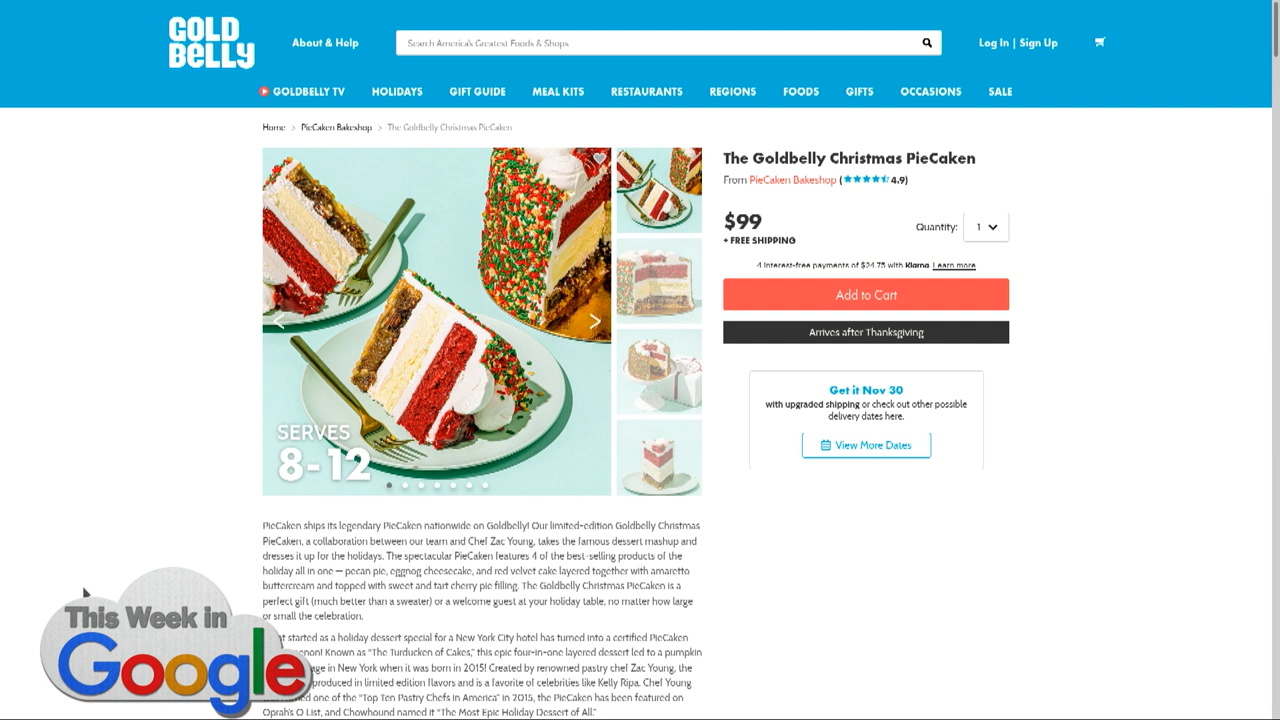 GOLD
BELLY
About & Help
Search America's Greatest Foods & Shops
Log In | Sign Up
GOLDBELLY TV
HOLIDAYS
GIFT GUIDE
MEAL KITS
RESTAURANTS
REGIONS
FOODS
GIFTS
OCCASIONS
SALE
Home > PieCaken Bakeshop > The Goldbelly Christmas PieCaken
SERVES
8-12
The Goldbelly Christmas PieCaken
From PieCaken Bakeshop ( 4.9)
$99
+ FREE SHIPPING
Quantity: 1
4 interest-free payments of $24.75 with Klarna. Learn more
Add to Cart
Arrives after Thanksgiving
Get it Nov 30
with upgraded shipping or check out other possible
delivery dates here.
View More Dates
PieCaken ships its legendary PieCaken nationwide on Goldbelly! Our limited-edition Goldbelly Christmas
PieCaken, a collaboration between our team and Chef Zac Young, takes the famous dessert mashup and
dresses it up for the holidays. The spectacular PieCaken features 4 of the best-selling products of the
holiday all in one — pecan pie, eggnog cheesecake, and red velvet cake layered together with amaretto
buttercream and topped with sweet and tart cherry pie filling. The Goldbelly Christmas PieCaken is a
perfect gift (much better than a sweater) or a welcome guest at your holiday table, no matter how large
or small the celebration.
started as a holiday dessert special for a New York City hotel has turned into a certified PieCaken
Known as "The Turducken of Cakes," this epic four-in-one layered dessert led to a pumpkin
in New York when it was born in 2015! Created by renowned pastry chef Zac Young, the
produced in limited edition flavors and is a favorite of celebrities like Kelly Ripa. Chef Young
one of the "Top Ten Pastry Chefs in America" in 2015, the PieCaken has been featured on
Oprah's O List, and Chowhound named it "The Most Epic Holiday Dessert of All."
This Week in
Google